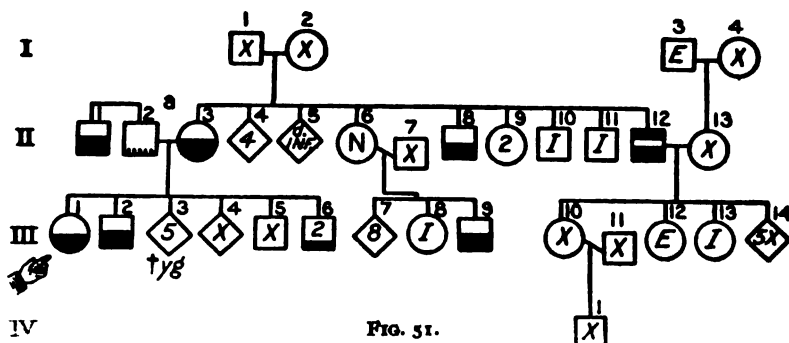 1 2 3 4
I X X E X
2 a 3 4 5 6 7 8 9 10 11 12 13
II 4 d. INF N X 2 I I X
1 2 3 4 5 6 7 8 9 10 11 12 13 14
III 5 X X 2 8 I X X E I 5X
†yg
1
IV X
FIG. 51.